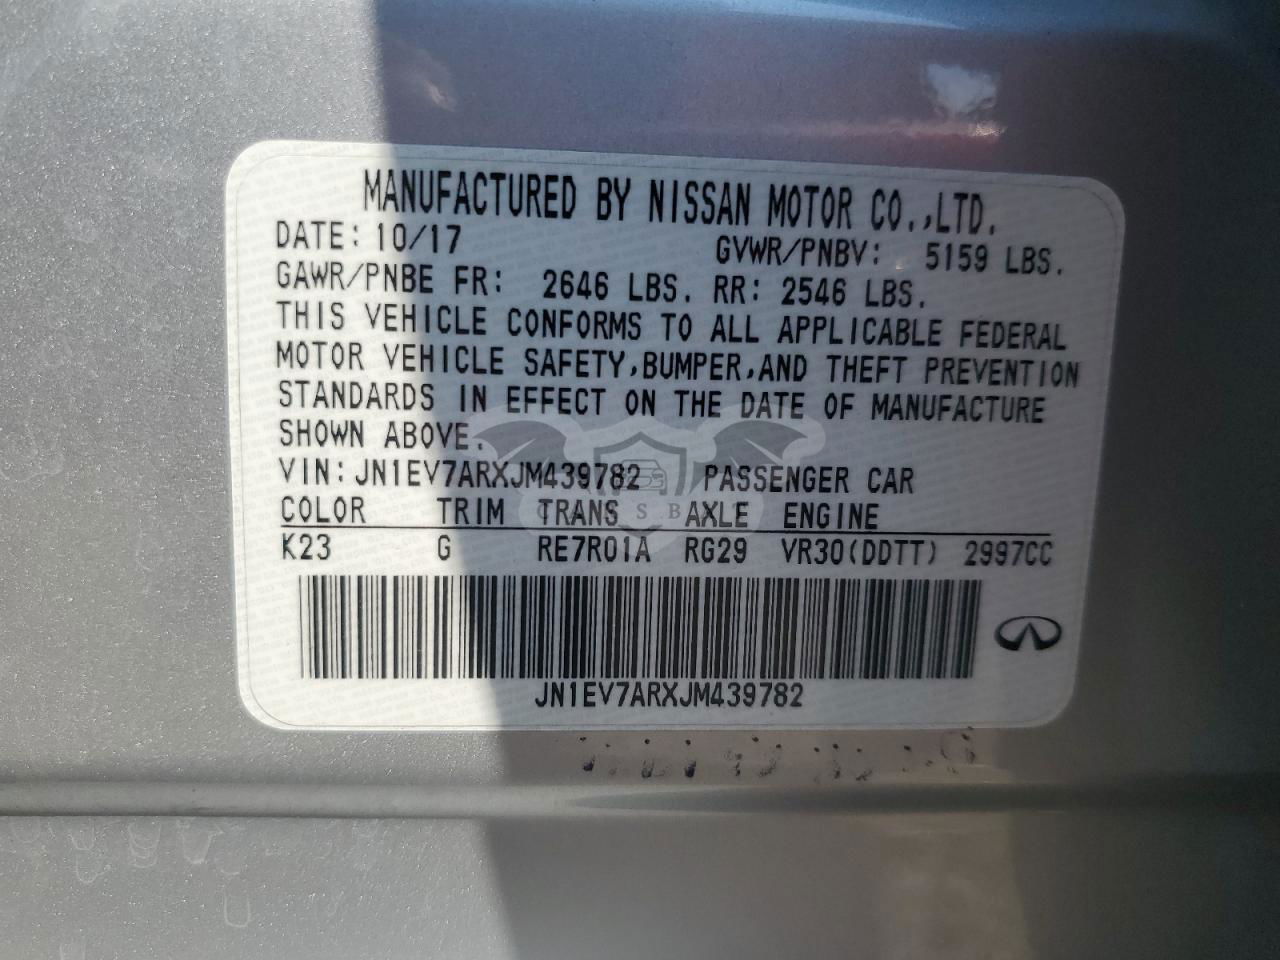 MANUFACTURED BY NISSAN MOTOR CO.,LTD.
DATE: 10/17 GVWR/PNBV: 5159 LBS.
GAWR/PNBE FR: 2646 LBS. RR: 2546 LBS.
THIS VEHICLE CONFORMS TO ALL APPLICABLE FEDERAL
MOTOR VEHICLE SAFETY,BUMPER,AND THEFT PREVENTION
STANDARDS IN EFFECT ON THE DATE OF MANUFACTURE
SHOWN ABOVE.
VIN:JN1EV7ARXJM439782 PASSENGER CAR
COLOR TRIM TRANS AXLE ENGINE
K23 G RE7R01A RG29 VR30(DDTT) 2997CC
JN1EV7ARXJM439782